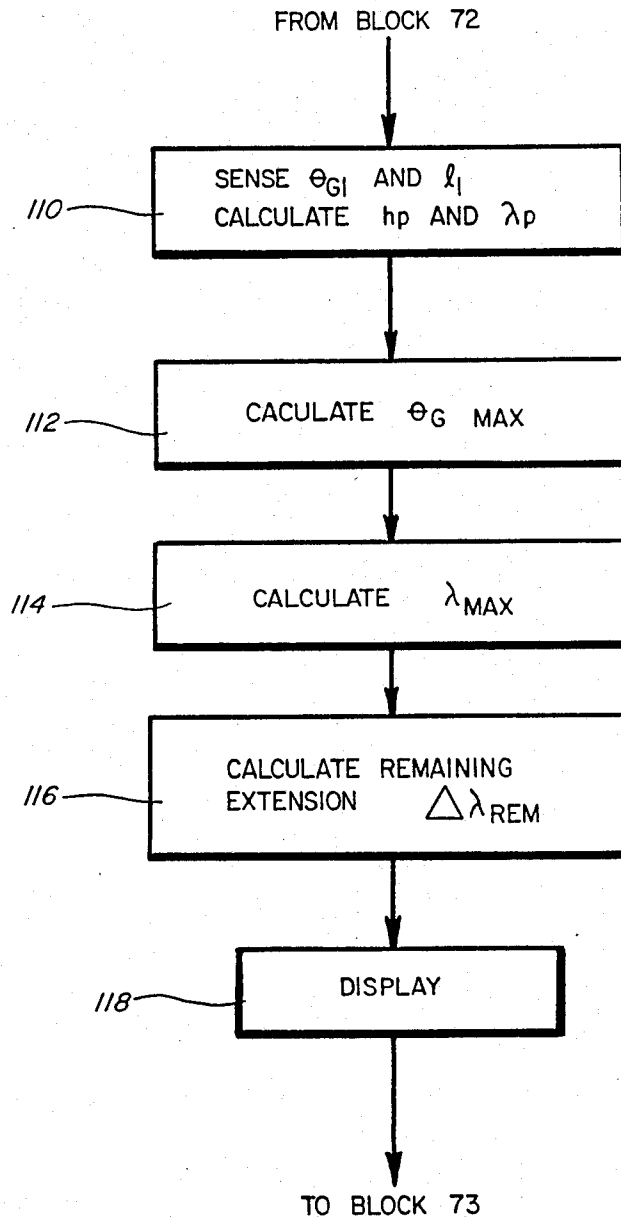 FROM BLOCK 72
110
SENSE θG1 AND ℓ1
CALCULATE hp AND λp
112
CACULATE θG MAX
114
CALCULATE λMAX
116
CALCULATE REMAINING
EXTENSION △λREM
118
DISPLAY
TO BLOCK 73